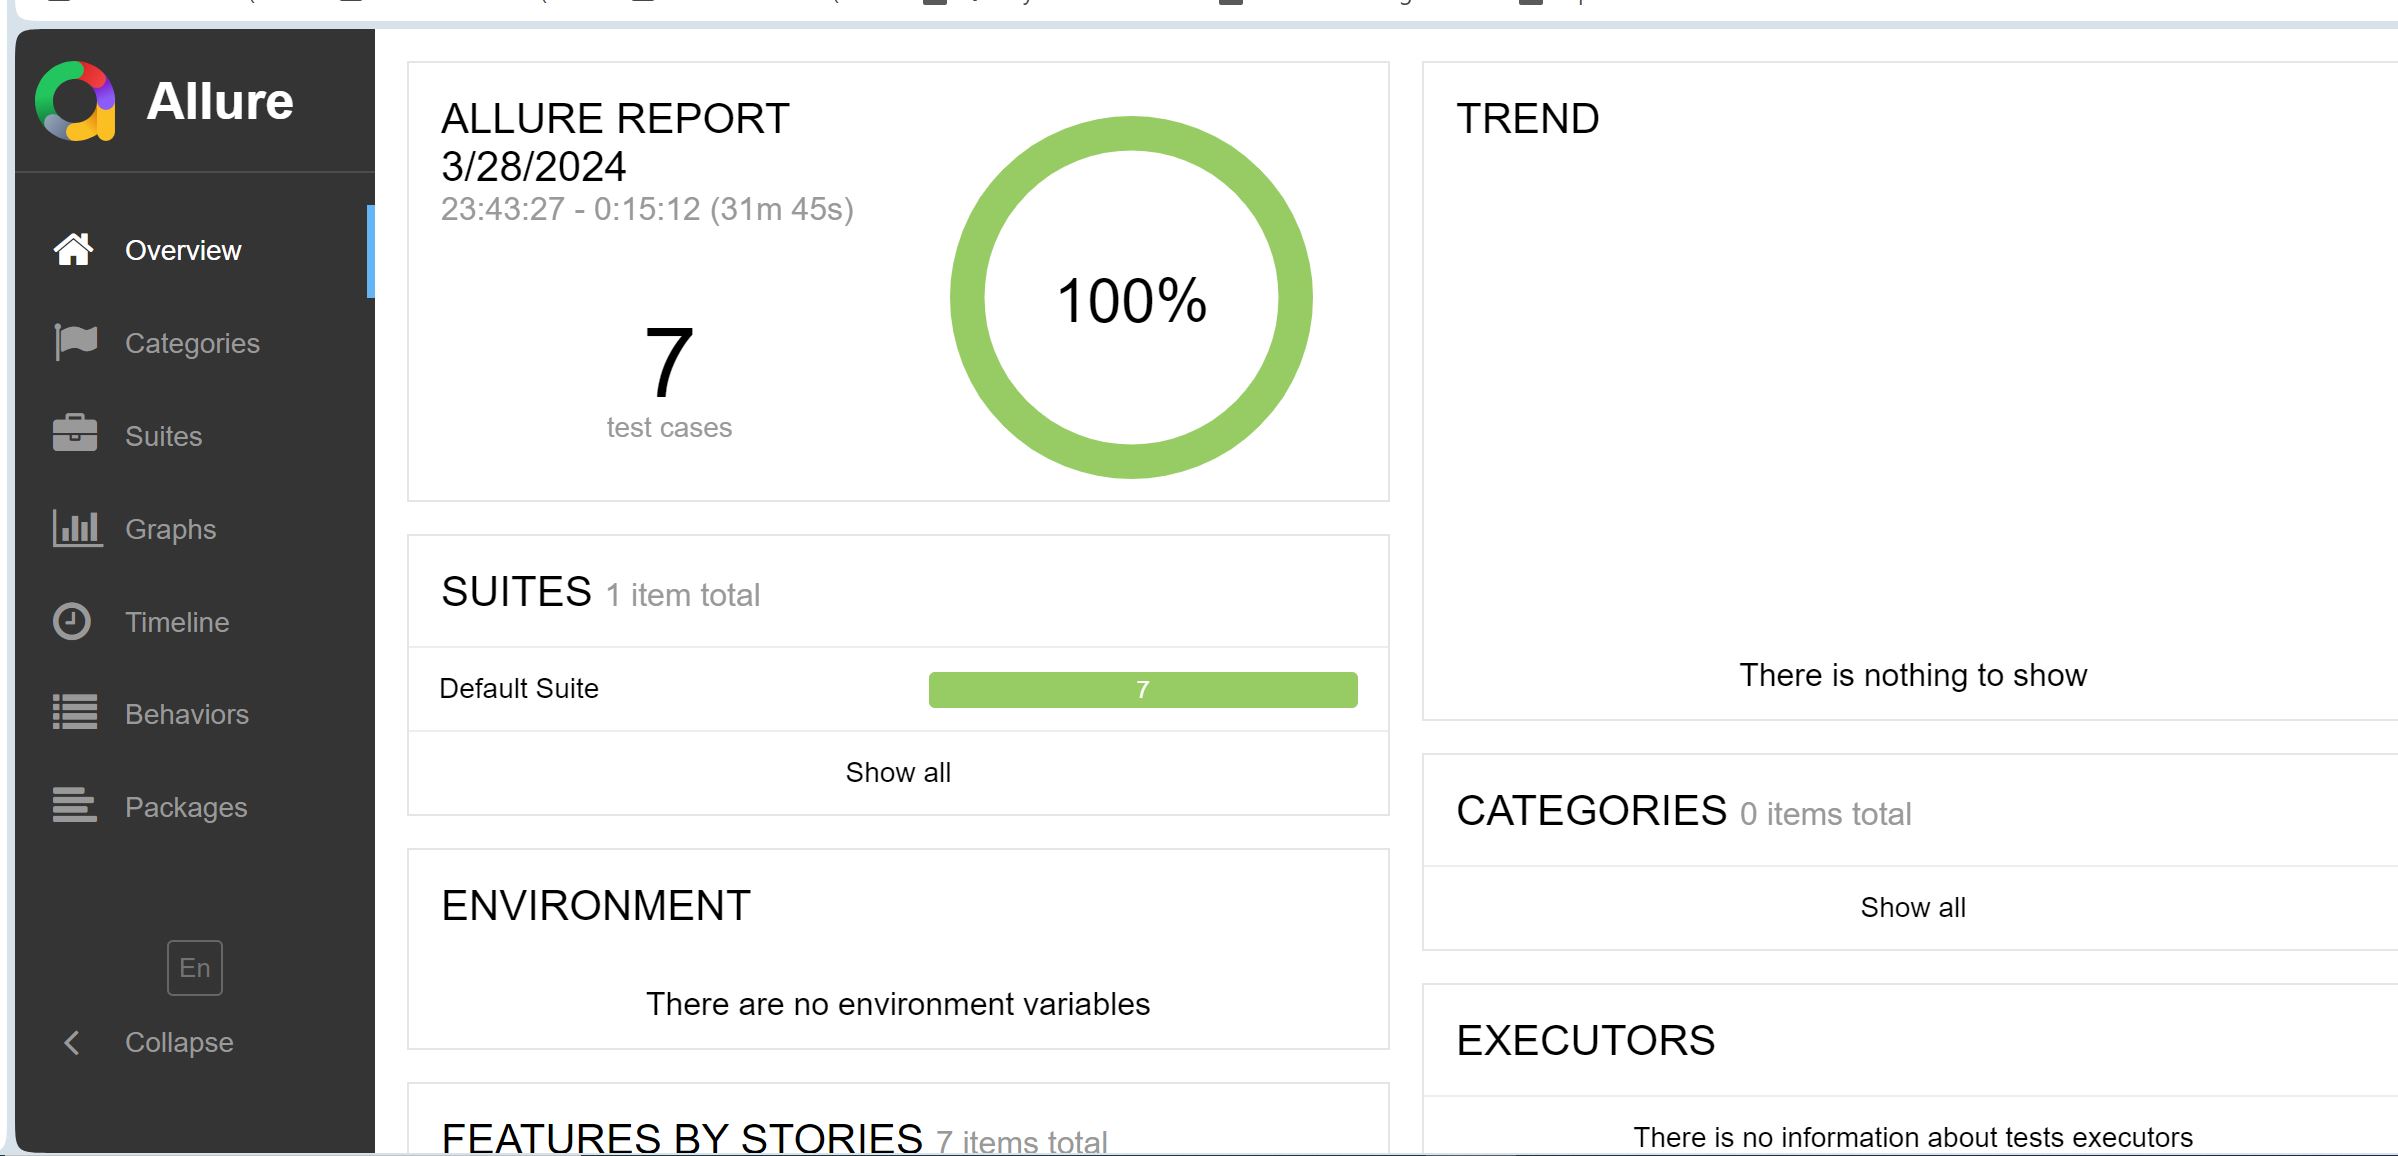 Allure
Overview
Categories
Suites
Graphs
Timeline
Behaviors
Packages
En
Collapse
ALLURE REPORT
3/28/2024
23:43:27 - 0:15:12 (31m 45s)
7
test cases
100%
SUITES 1 item total
Default Suite 7
Show all
ENVIRONMENT
There are no environment variables
FEATURES BY STORIES 7 items total
TREND
There is nothing to show
CATEGORIES 0 items total
Show all
EXECUTORS
There is no information about tests executors